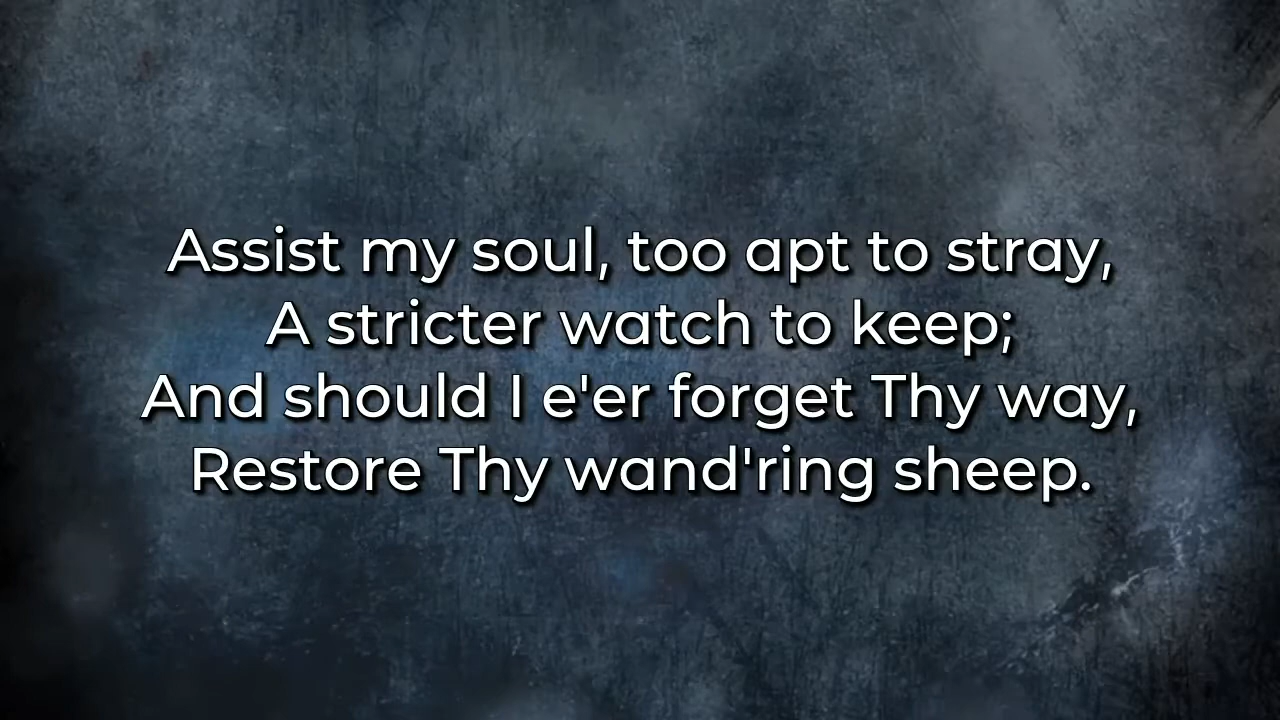 Assist my soul, too apt to stray,
A stricter watch to keep;
And should I e'er forget Thy way,
Restore Thy wand'ring sheep.